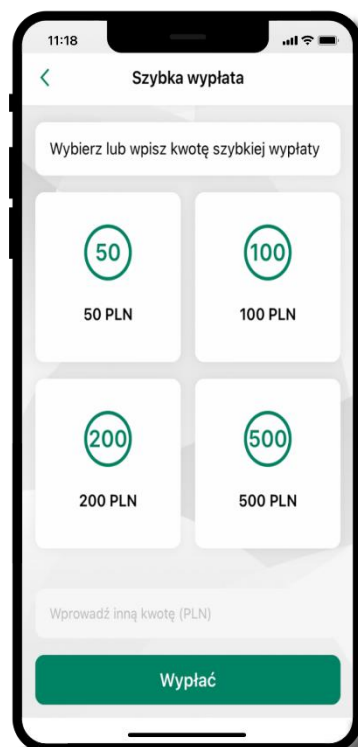 11:18
Szybka wypłata
Wybierz lub wpisz kwotę szybkiej wypłaty
50 100
50 PLN 100 PLN
200 500
200 PLN 500 PLN
Wprowadź inną kwotę (PLN)
Wypłać